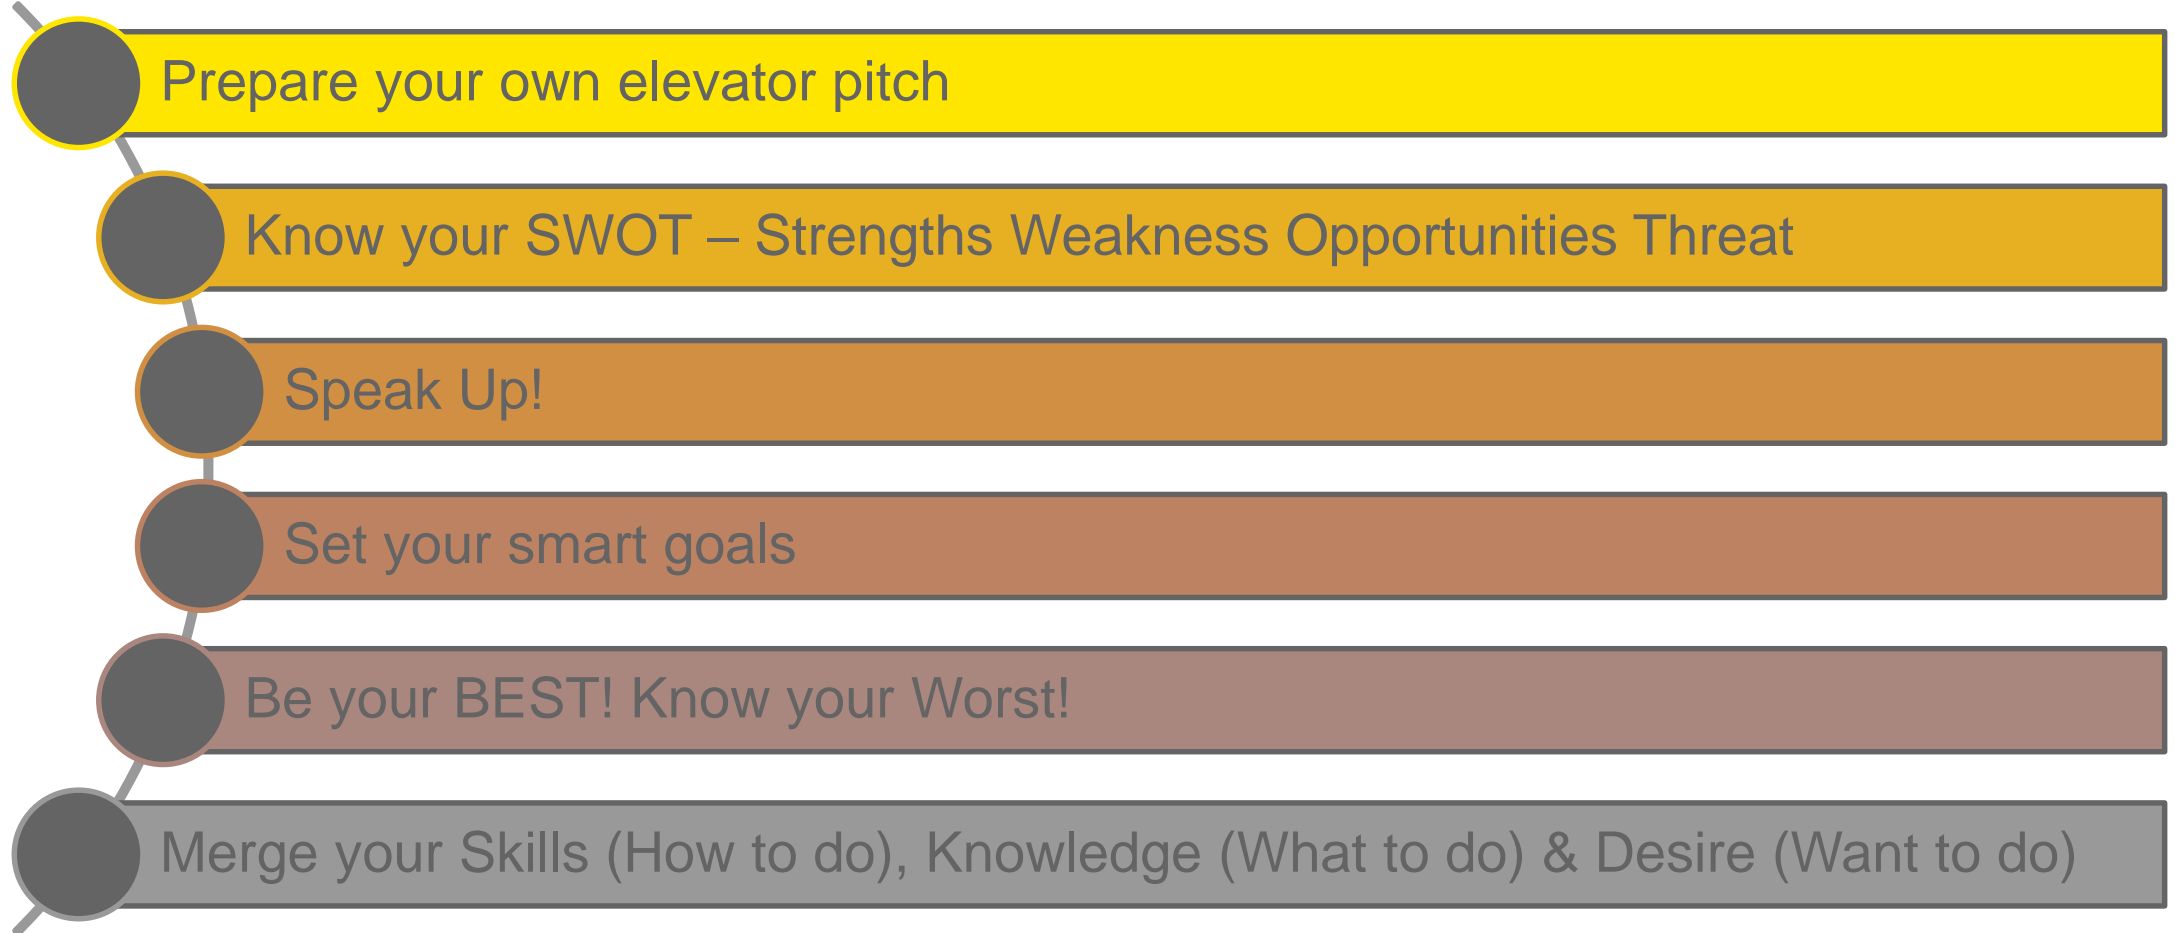 Prepare your own elevator pitch
Know your SWOT – Strengths Weakness Opportunities Threat
Speak Up!
Set your smart goals
Be your BEST! Know your Worst!
Merge your Skills (How to do), Knowledge (What to do) & Desire (Want to do)